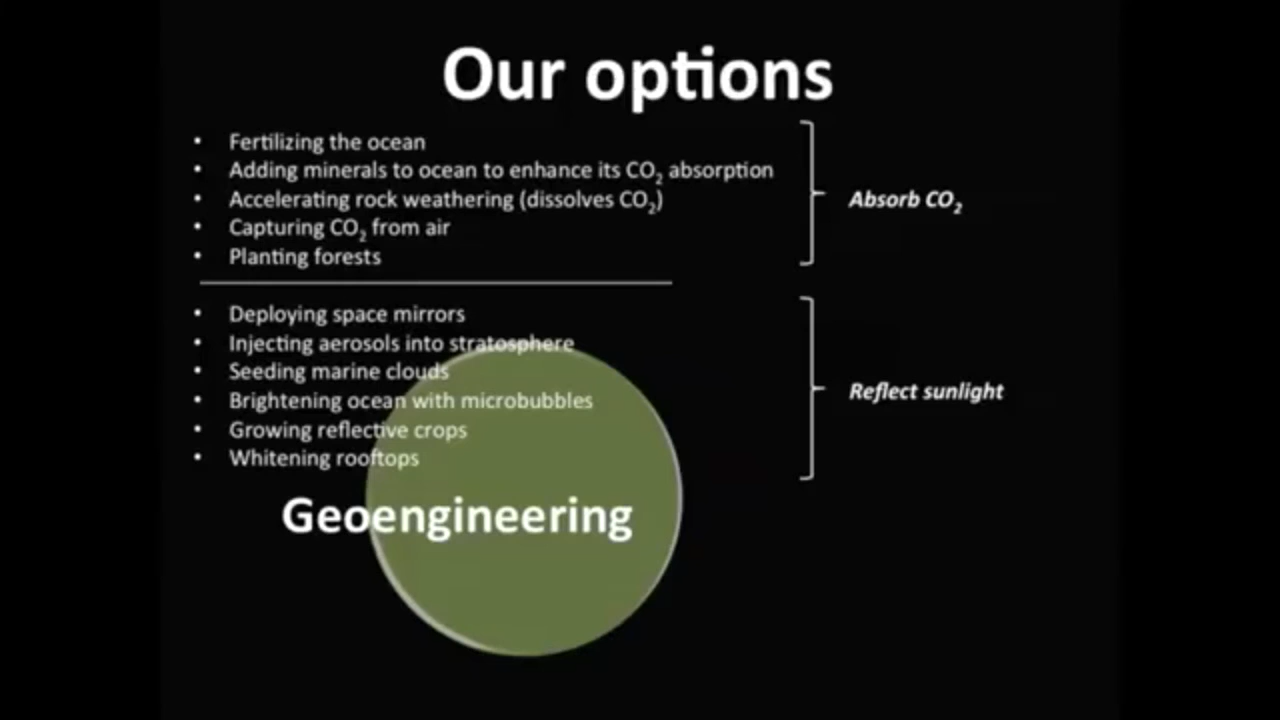 Our options
• Fertilizing the ocean
• Adding minerals to ocean to enhance its CO₂ absorption
• Accelerating rock weathering (dissolves CO₂)
• Capturing CO₂ from air
• Planting forests
Absorb CO₂
• Deploying space mirrors
• Injecting aerosols into stratosphere
• Seeding marine clouds
• Brightening ocean with microbubbles
• Growing reflective crops
• Whitening rooftops
Reflect sunlight
Geoengineering